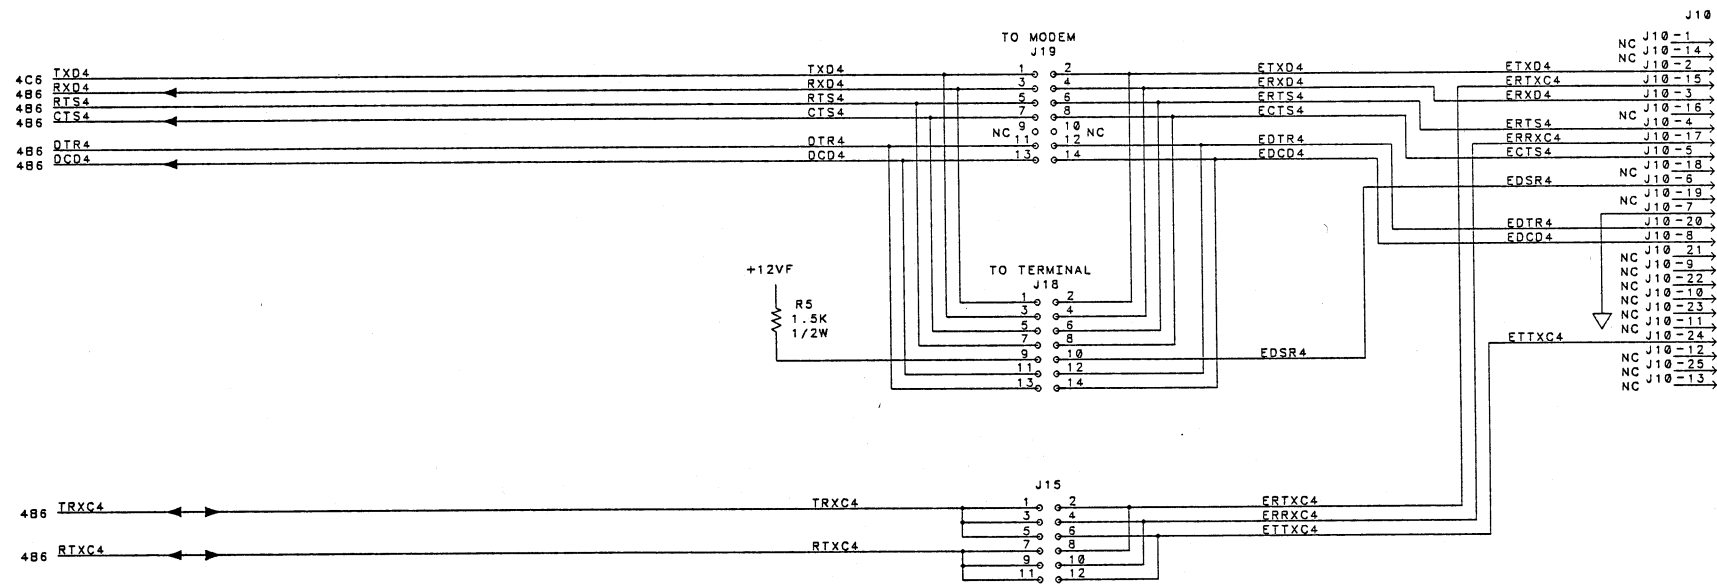 J10
TO MODEM
J19
4C6 TXD4 TXD4 1 2 ETXD4 ETXD4
4B6 RXD4 RXD4 3 4 ERXD4 ERTXC4
4B6 RTS4 RTS4 5 6 ERTS4 ERXD4
4B6 CTS4 CTS4 7 8 ECTS4
NC 9 10 NC ERTS4
4B6 DTR4 DTR4 11 12 EDTR4 ERRXC4
4B6 DCD4 DCD4 13 14 EDCD4 ECTS4
EDSR4
EDTR4
EDCD4
NC J10-1
NC J10-14
J10-2
J10-15
J10-3
NC J10-16
J10-4
J10-17
J10-5
NC J10-18
J10-6
NC J10-19
J10-7
J10-20
J10-8
NC J10-21
NC J10-9
NC J10-22
NC J10-10
NC J10-23
NC J10-11
ETTXC4 J10-24
NC J10-12
NC J10-25
NC J10-13
+12VF
R5
1.5K
1/2W
TO TERMINAL
J18
1 2
3 4
5 6
7 8
9 10 EDSR4
11 12
13 14
J15
4B6 TRXC4 TRXC4 1 2 ERTXC4
3 4 ERRXC4
5 6 ETTXC4
4B6 RTXC4 RTXC4 7 8
9 10
11 12